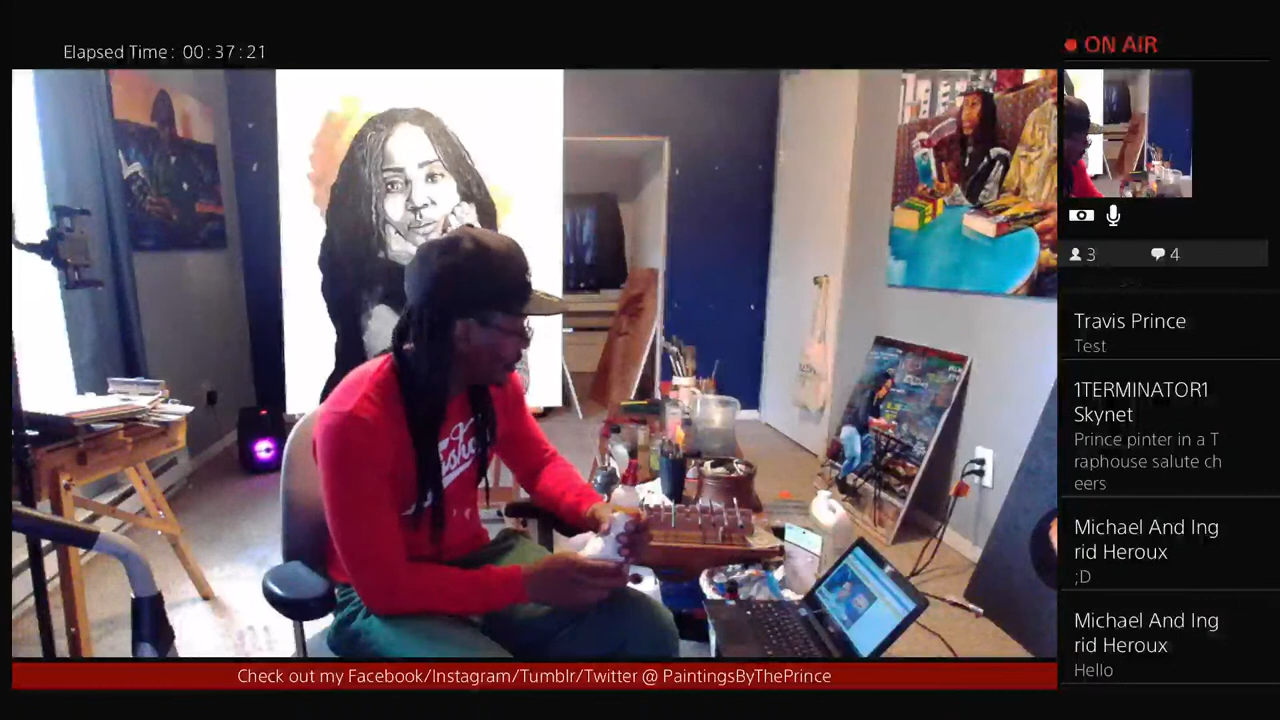 Elapsed Time: 00:37:21
ON AIR
3
4
Travis Prince
Test
1TERMINATOR1
Skynet
Prince pinter in a T
raphouse salute ch
eers
Michael And Ing
rid Heroux
;D
Michael And Ing
rid Heroux
Hello
Check out my Facebook/Instagram/Tumblr/Twitter @ PaintingsByThePrince